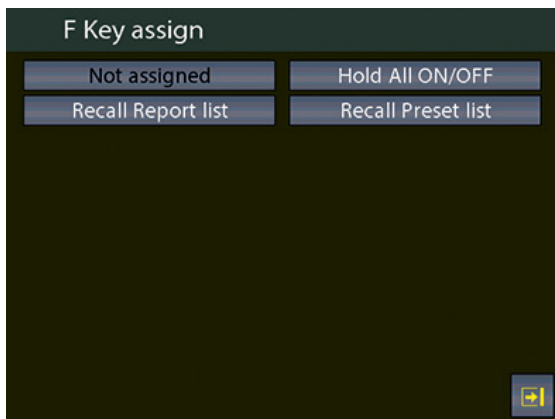 F Key assign
Not assigned
Hold All ON/OFF
Recall Report list
Recall Preset list